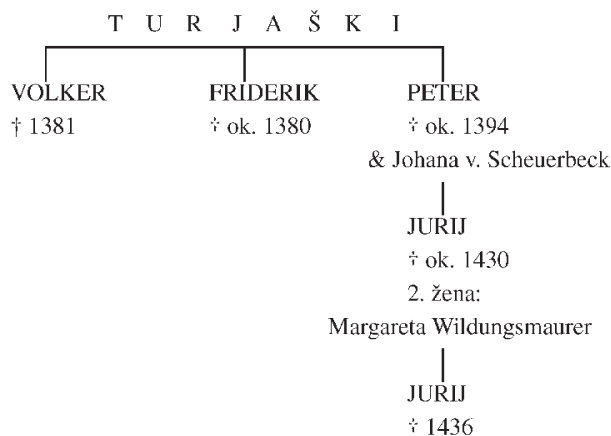 T U R J A Š K I
VOLKER FRIDERIK PETER
† 1381 † ok. 1380 † ok. 1394
& Johana v. Scheuerbeck
JURIJ
† ok. 1430
2. žena:
Margareta Wildungsmaurer
JURIJ
† 1436